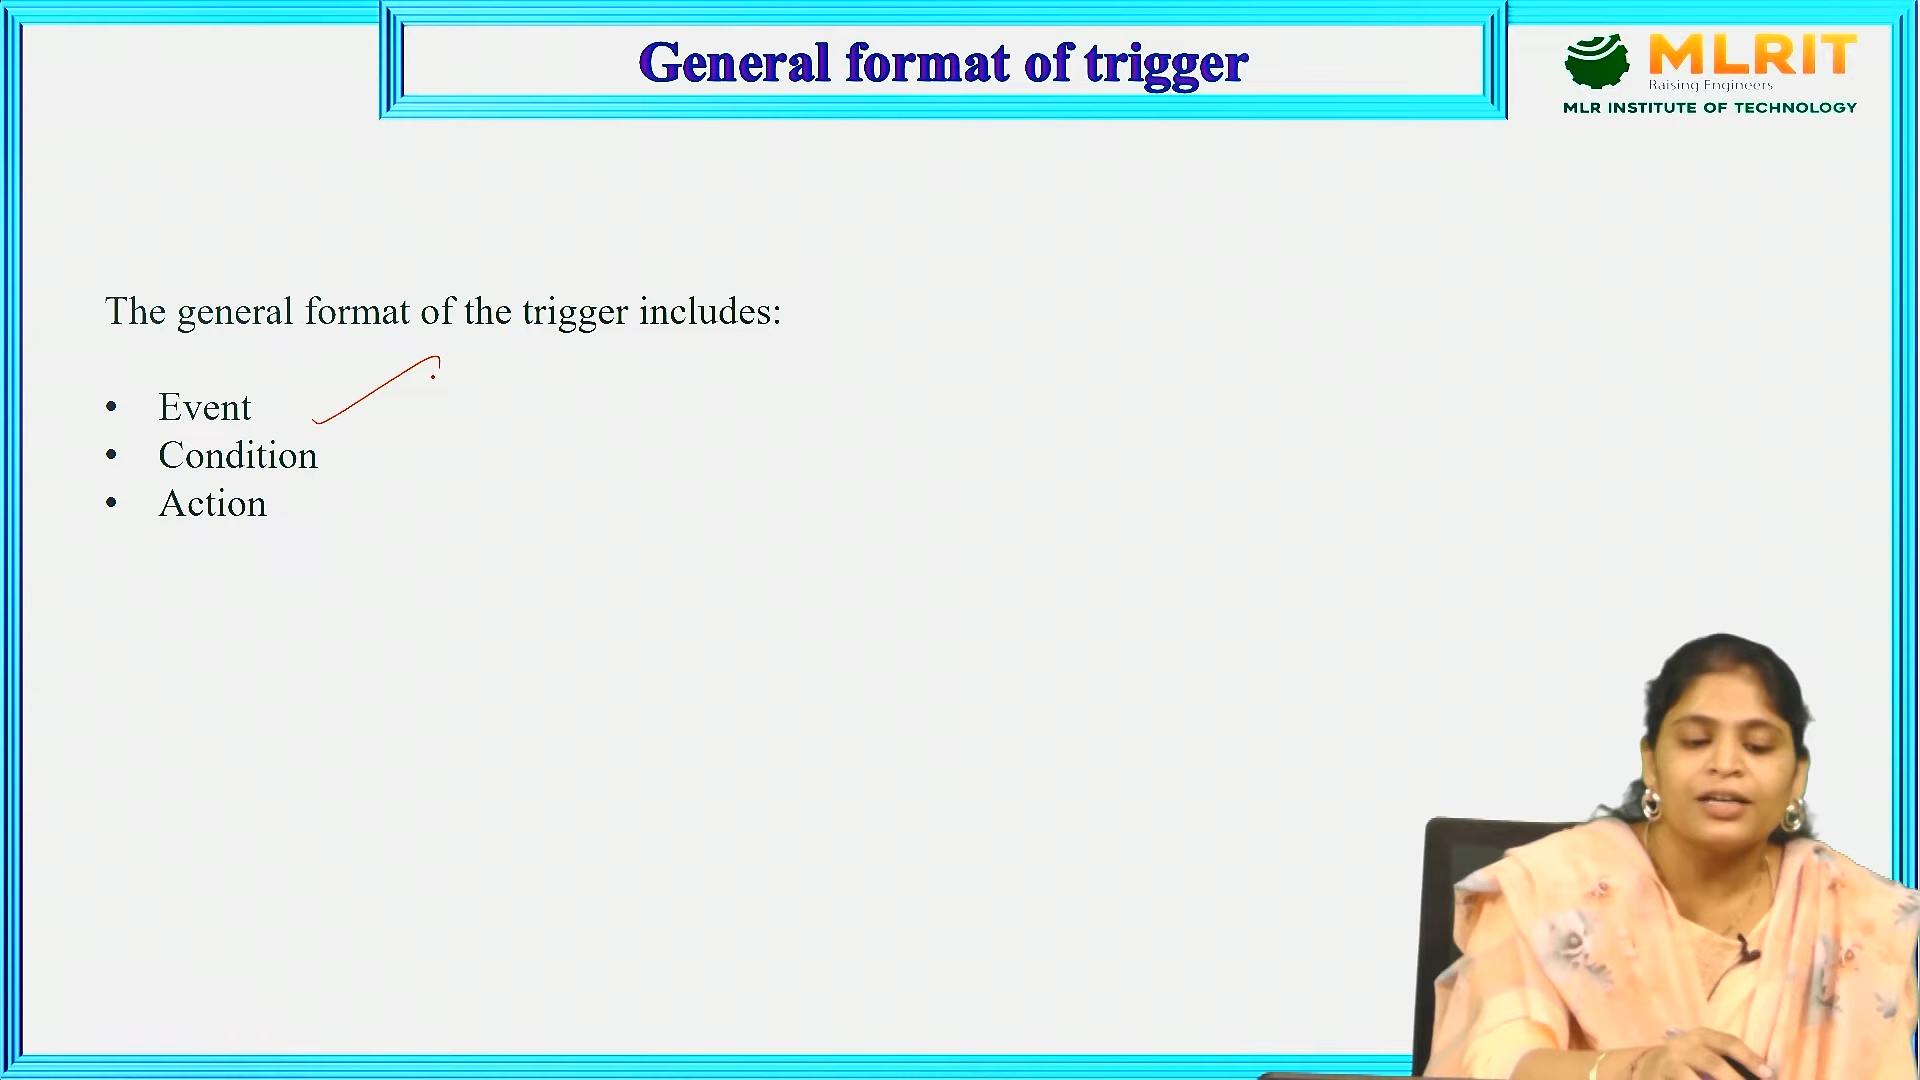 General format of trigger
MLRIT
Raising Engineers
MLR INSTITUTE OF TECHNOLOGY
The general format of the trigger includes:
• Event
• Condition
• Action